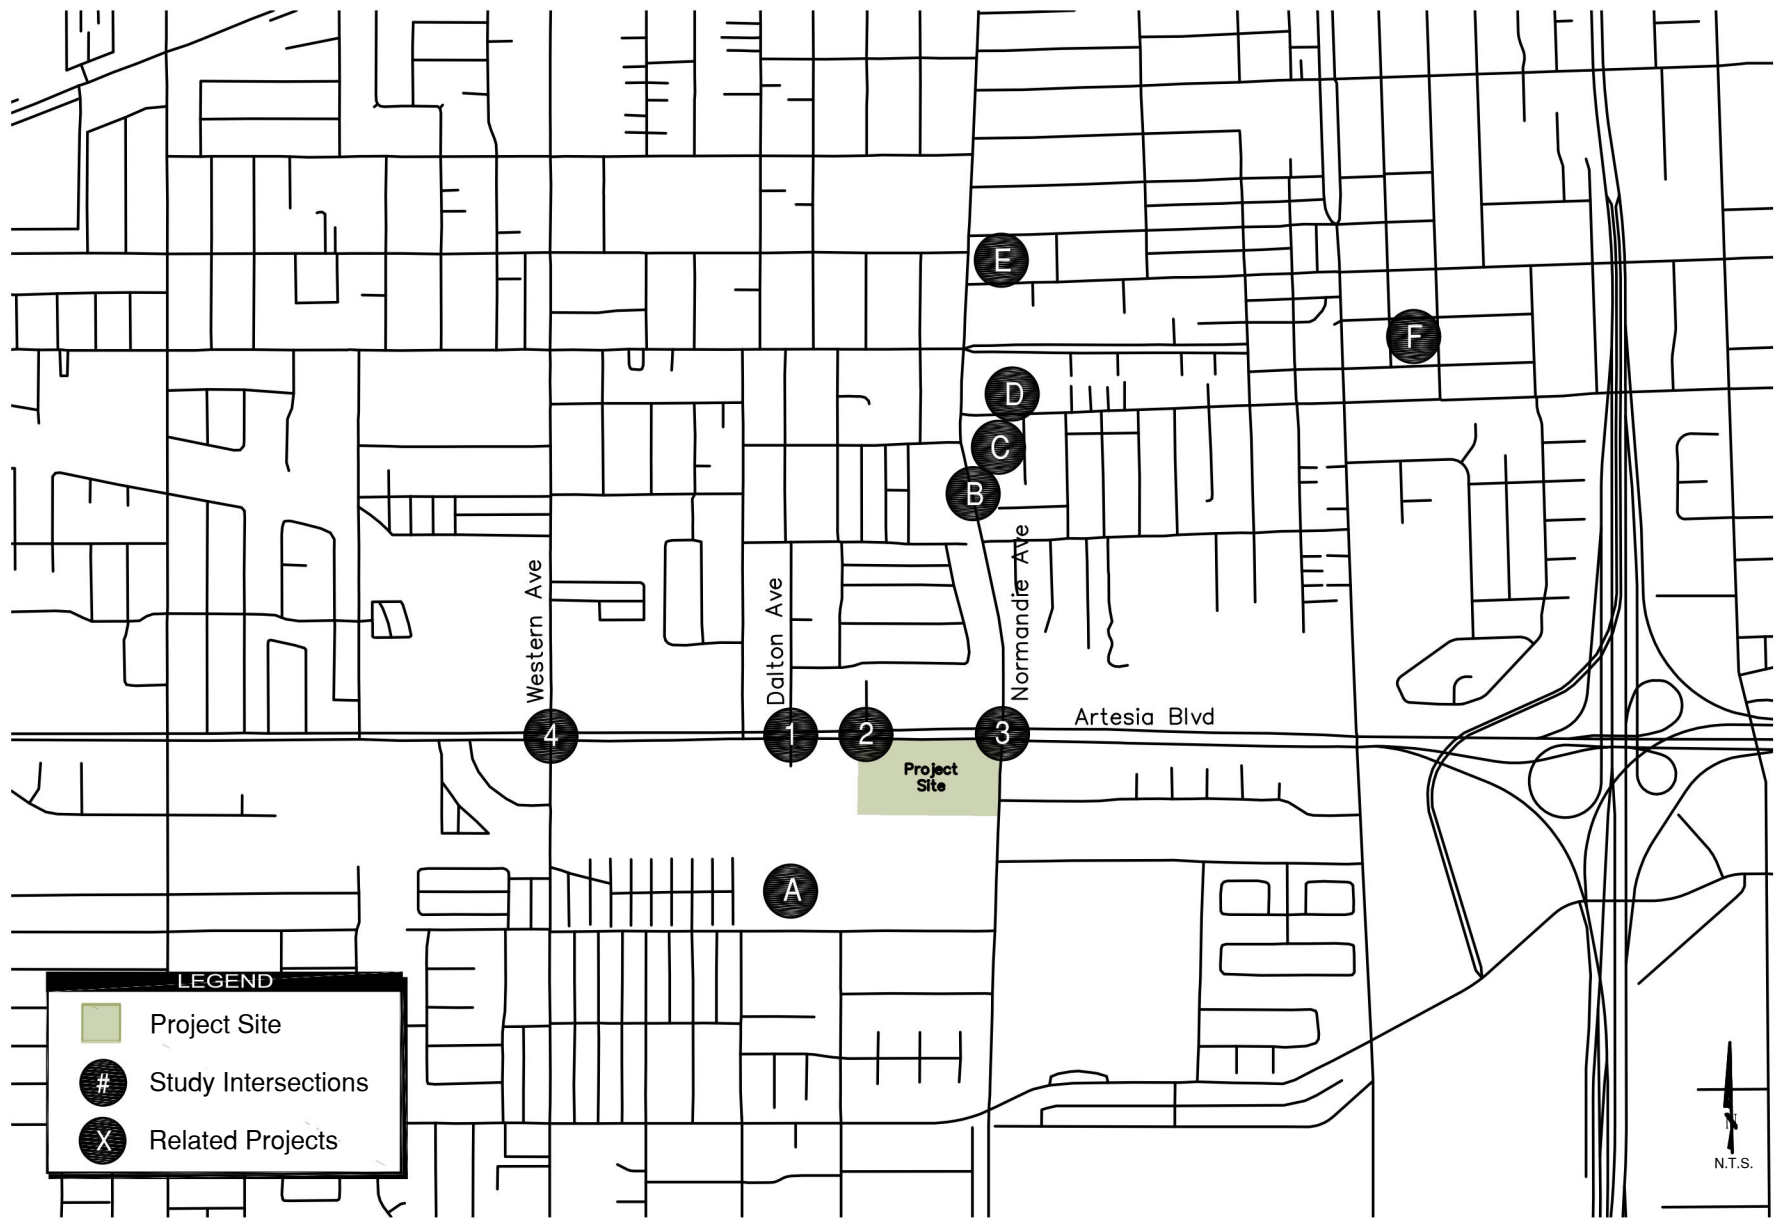 E
F
D
C
B
Normandie Ave
Western Ave
Dalton Ave
Artesia Blvd
4
1
2
3
Project
Site
A
LEGEND
Project Site
# Study Intersections
X Related Projects
N
N.T.S.